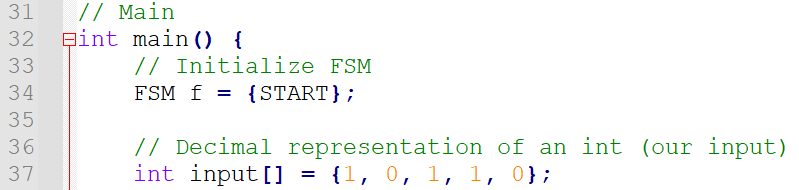 31 // Main
32 int main() {
33 // Initialize FSM
34 FSM f = {START};
35
36 // Decimal representation of an int (our input)
37 int input[] = {1, 0, 1, 1, 0};